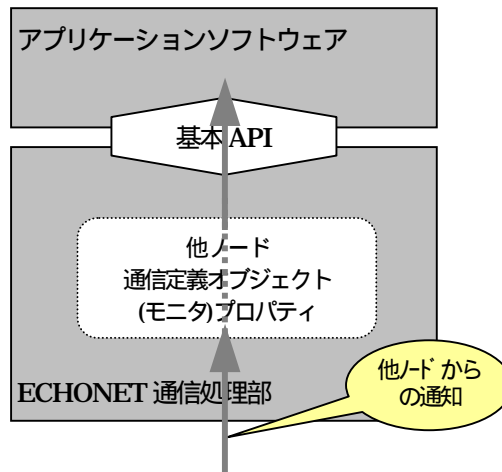 アプリケーションソフトウェア
基本 API
他ノード
通信定義オブジェクト
(モニタ)プロパティ
ECHONET 通信処理部
他ノードから
の通知